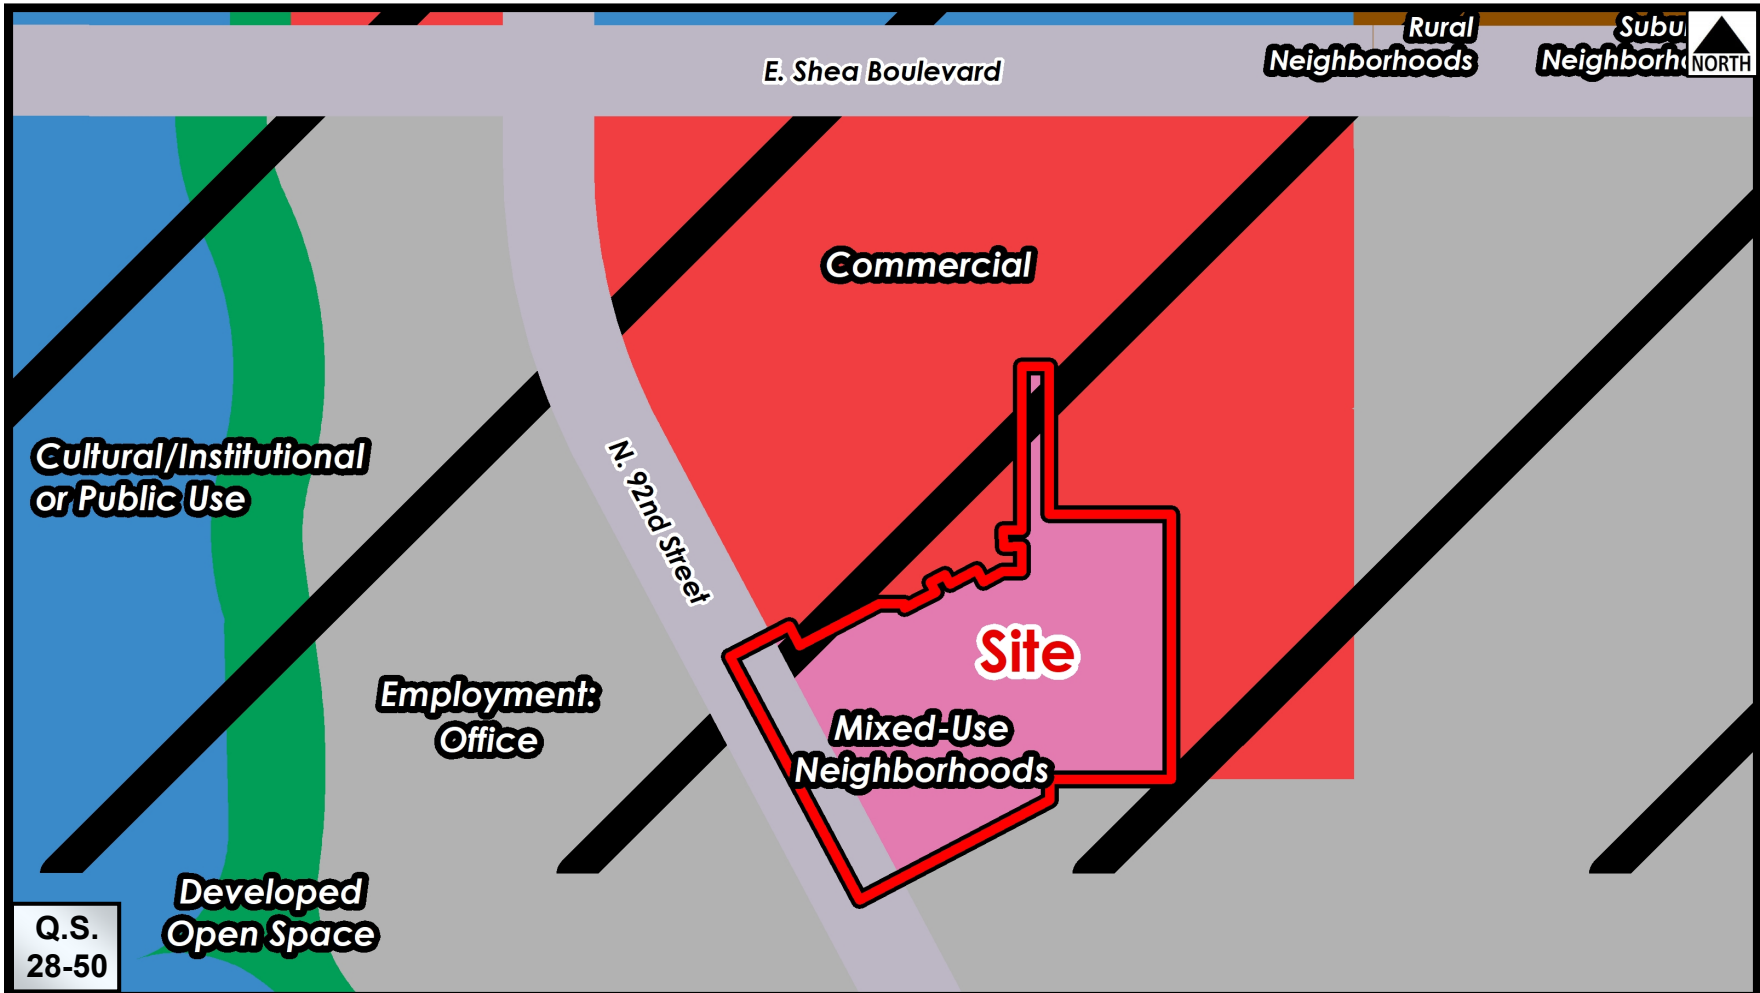 Rural
Neighborhoods
NORTH
E. Shea Boulevard
Commercial
Cultural/Institutional
or Public Use
N. 92nd Street
Site
Employment:
Office
Mixed-Use
Neighborhoods
Developed
Open Space
Q.S.
28-50